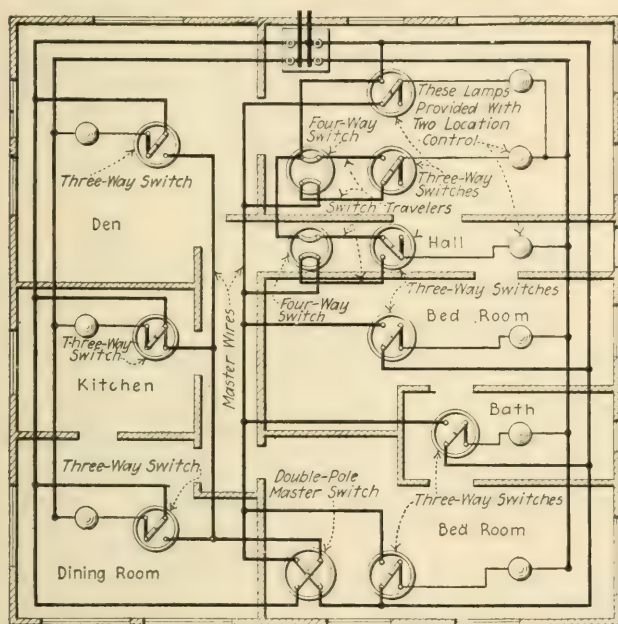 These Lamps
Provided With
Two Location
Control
Four-Way
Switch
Three-Way Switch
Three-Way
Switches
Switch Travelers
Den
Hall
Three-Way Switches
Four-Way
Switch
Bed Room
Master Wires
Three-Way
Switch
Kitchen
Bath
Three-Way Switch
Double-Pole
Master Switch
Three-Way Switches
Bed Room
Dining Room